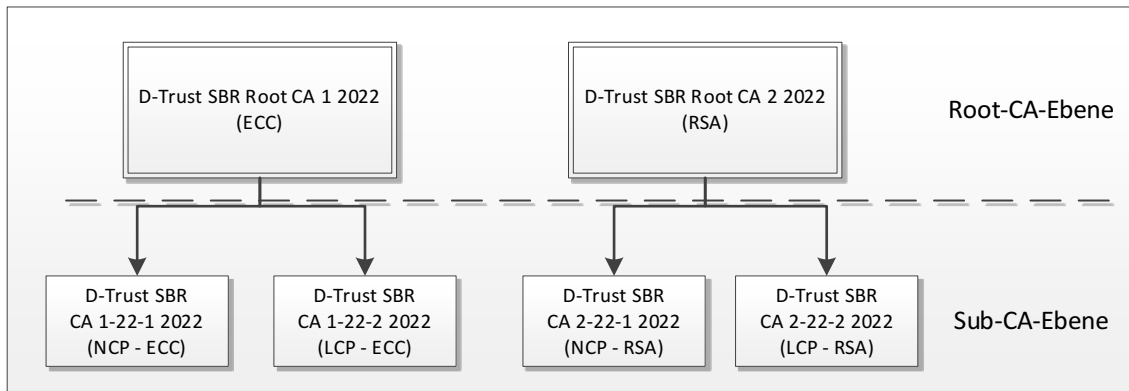 D-Trust SBR Root CA 1 2022
(ECC)
D-Trust SBR Root CA 2 2022
(RSA)
Root-CA-Ebene
D-Trust SBR
CA 1-22-1 2022
(NCP - ECC)
D-Trust SBR
CA 1-22-2 2022
(LCP - ECC)
D-Trust SBR
CA 2-22-1 2022
(NCP - RSA)
D-Trust SBR
CA 2-22-2 2022
(LCP - RSA)
Sub-CA-Ebene